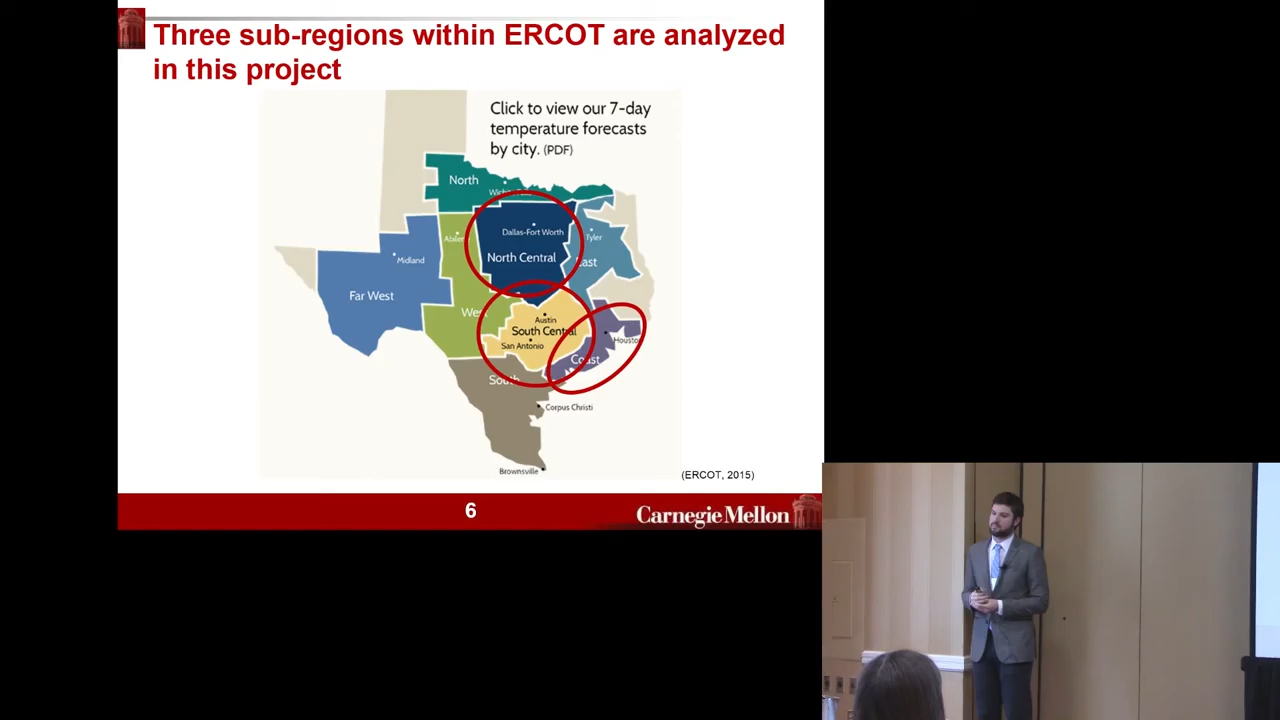 Three sub-regions within ERCOT are analyzed
in this project
Click to view our 7-day
temperature forecasts
by city. (PDF)
North
Dallas-Fort Worth
North Central
Tyler
East
Abilene
Midland
Far West
West
Austin
South Central
San Antonio
Houston
Coast
South
Corpus Christi
Brownsville
(ERCOT, 2015)
6
Carnegie Mellon